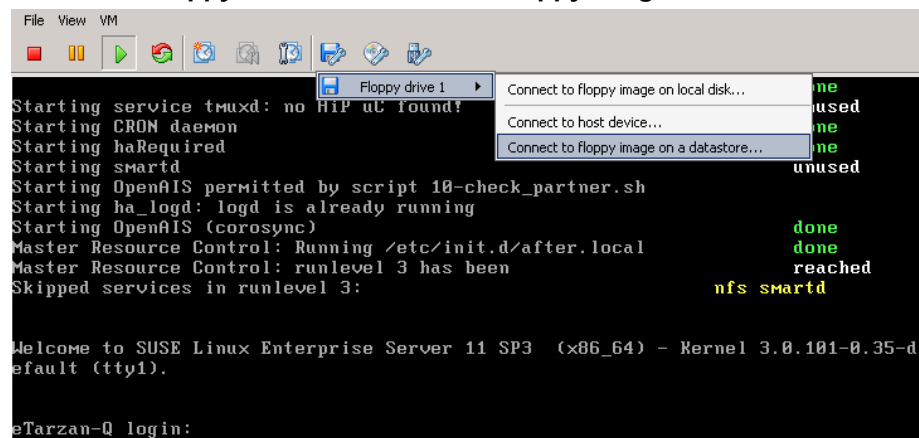 File View VM
Floppy drive 1
Connect to floppy image on local disk...
Connect to host device...
Connect to floppy image on a datastore...
ne
Starting service tmuxd: no HiP uC found! used
Starting CRON daemon ne
Starting haRequired ne
Starting smartd unused
Starting OpenAIS permitted by script 10-check_partner.sh
Starting ha_logd: logd is already running
Starting OpenAIS (corosync) done
Master Resource Control: Running /etc/init.d/after.local done
Master Resource Control: runlevel 3 has been reached
Skipped services in runlevel 3: nfs smartd
Welcome to SUSE Linux Enterprise Server 11 SP3 (x86_64) - Kernel 3.0.101-0.35-d
efault (tty1).
eTarzan-Q login: